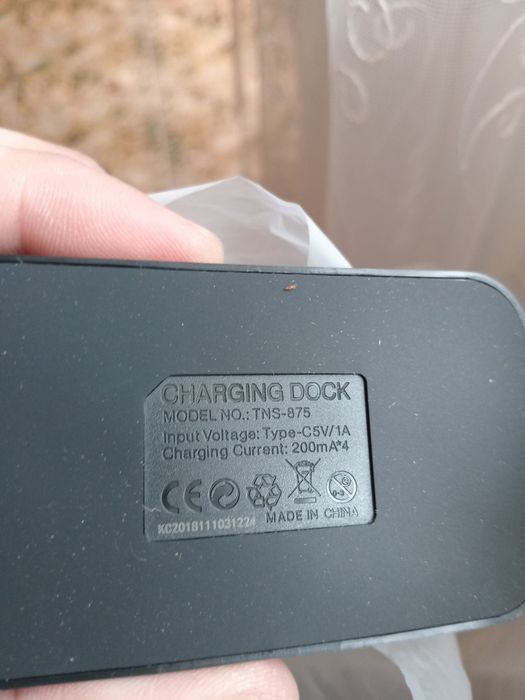 CHARGING DOCK
MODEL NO.: TNS-875
Input Voltage: Type-C5V/1A
Charging Current: 200mA*4
CE
MADE IN CHINA
KC2018111031224